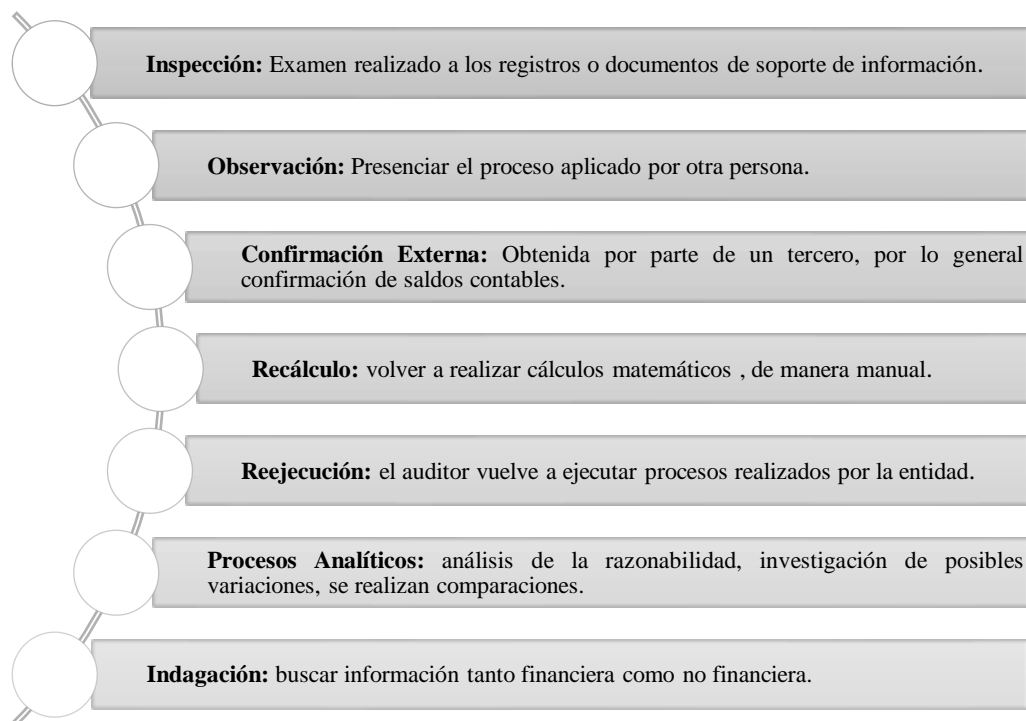 Inspección: Examen realizado a los registros o documentos de soporte de información.
Observación: Presenciar el proceso aplicado por otra persona.
Confirmación Externa: Obtenida por parte de un tercero, por lo general
confirmación de saldos contables.
Recálculo: volver a realizar cálculos matemáticos , de manera manual.
Reejecución: el auditor vuelve a ejecutar procesos realizados por la entidad.
Procesos Analíticos: análisis de la razonabilidad, investigación de posibles
variaciones, se realizan comparaciones.
Indagación: buscar información tanto financiera como no financiera.